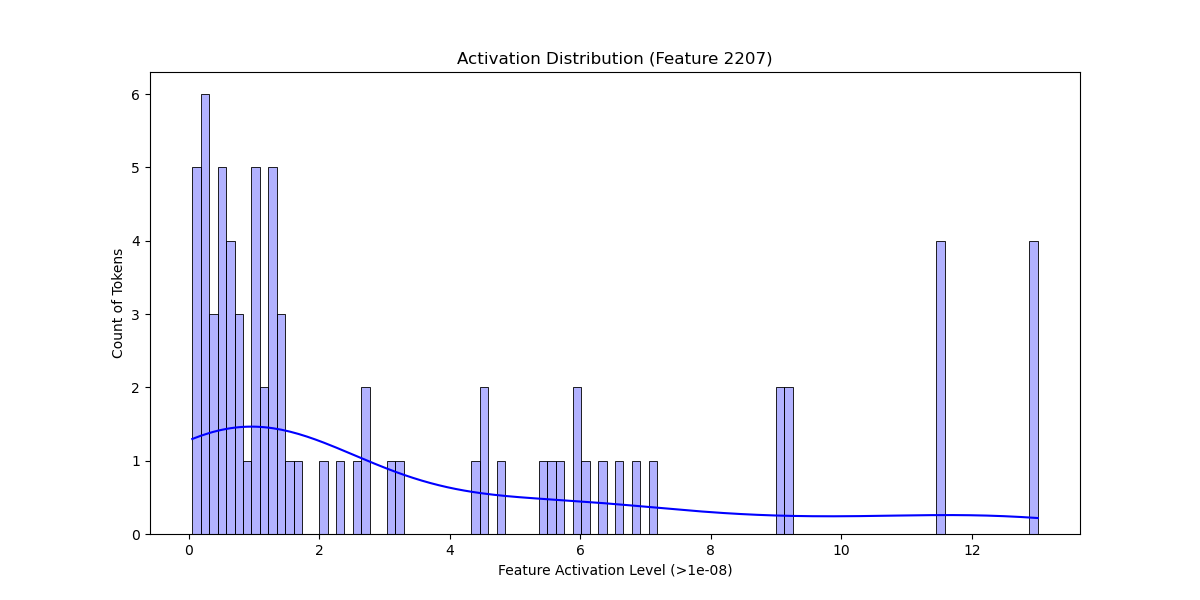 Activation Distribution (Feature 2207)
6
5
4
3
2
1
0
Count of Tokens
0 2 4 6 8 10 12
Feature Activation Level (>1e-08)